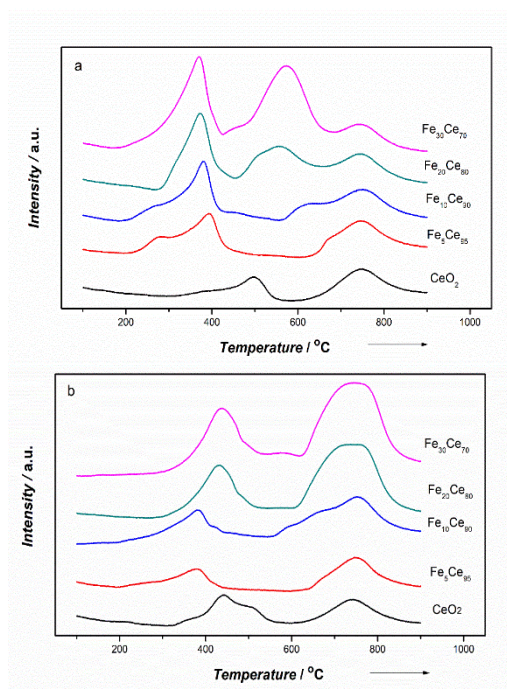 a
Fe₃₀Ce₇₀
Fe₂₀Ce₈₀
Fe₁₀Ce₉₀
Fe₅Ce₉₅
CeO₂
Intensity / a.u.
200 400 600 800 1000
Temperature / °C
b
Fe₃₀Ce₇₀
Fe₂₀Ce₈₀
Fe₁₀Ce₉₀
Fe₅Ce₉₅
CeO2
Intensity / a.u.
200 400 600 800 1000
Temperature / °C